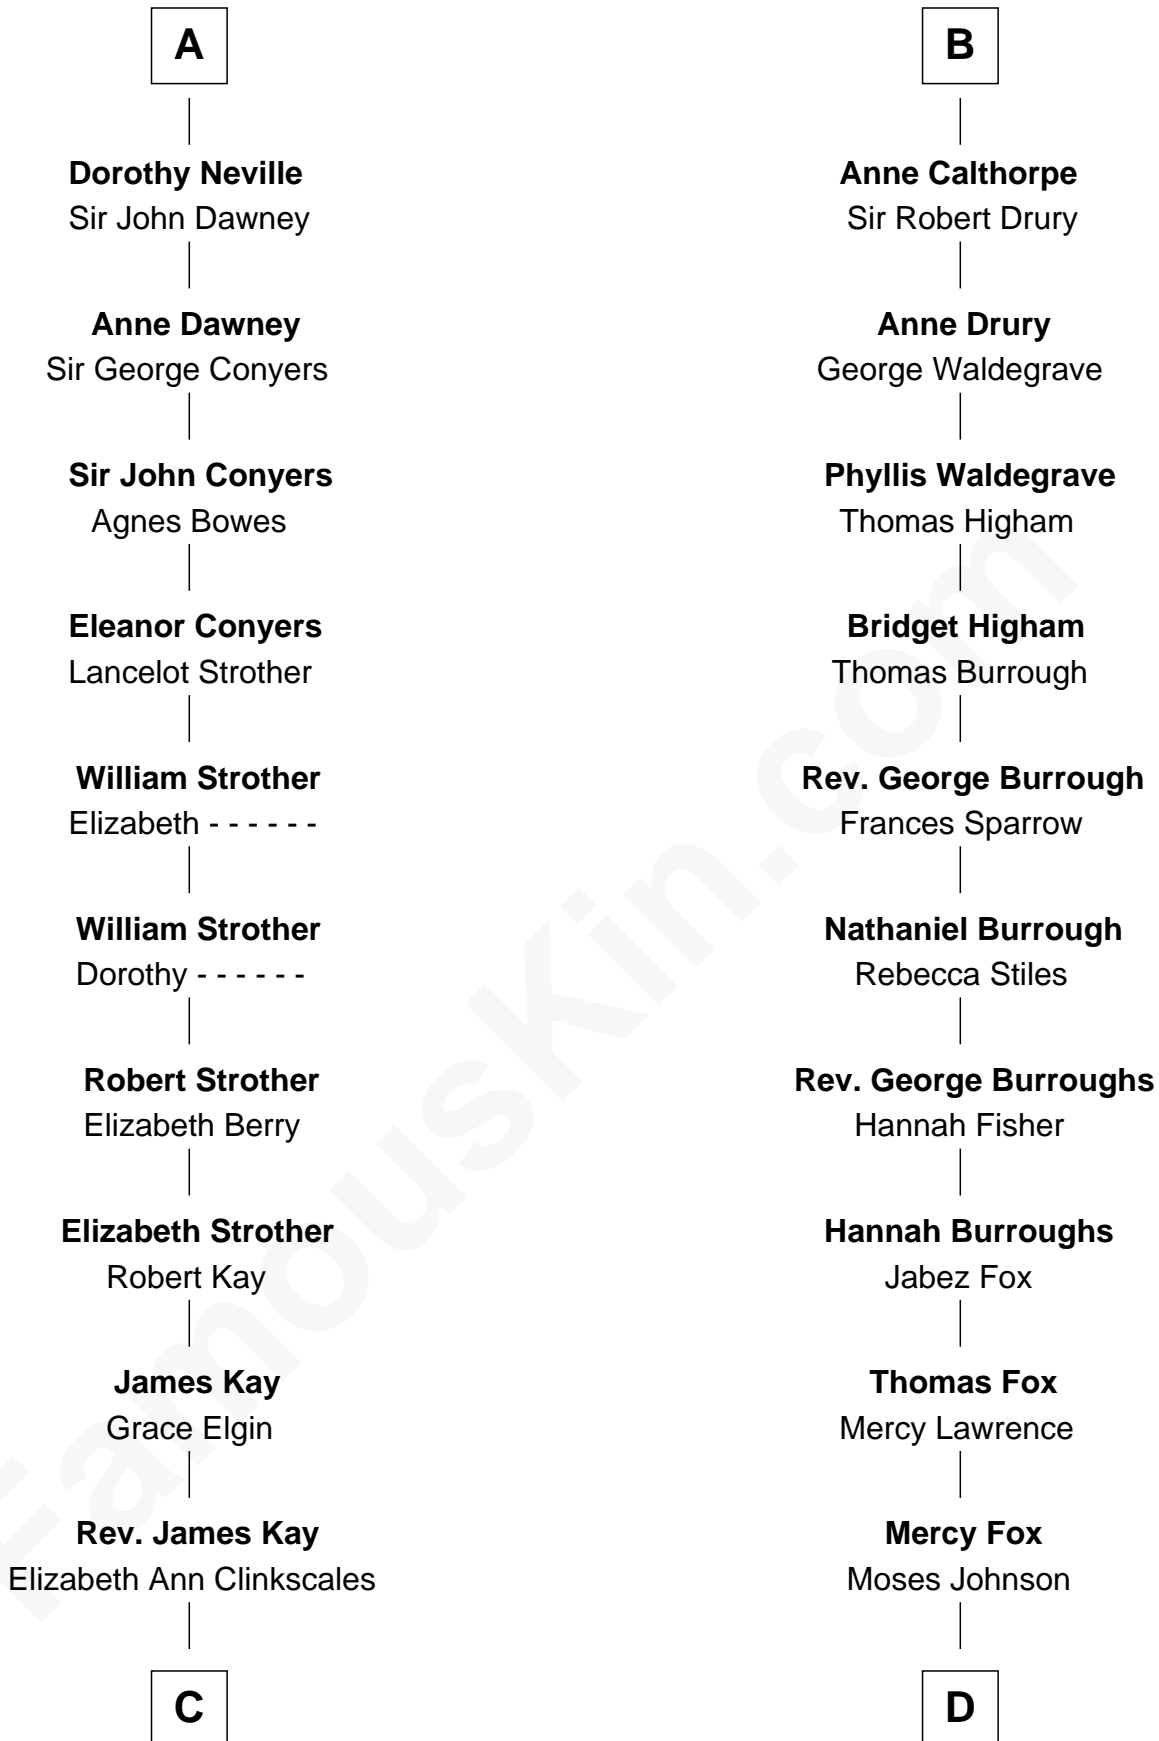 A
Dorothy Neville
Sir John Dawney
Anne Dawney
Sir George Conyers
Sir John Conyers
Agnes Bowes
Eleanor Conyers
Lancelot Strother
William Strother
Elizabeth - - - - - -
William Strother
Dorothy - - - - - -
Robert Strother
Elizabeth Berry
Elizabeth Strother
Robert Kay
James Kay
Grace Elgin
Rev. James Kay
Elizabeth Ann Clinkscales
C
B
Anne Calthorpe
Sir Robert Drury
Anne Drury
George Waldegrave
Phyllis Waldegrave
Thomas Higham
Bridget Higham
Thomas Burrough
Rev. George Burrough
Frances Sparrow
Nathaniel Burrough
Rebecca Stiles
Rev. George Burroughs
Hannah Fisher
Hannah Burroughs
Jabez Fox
Thomas Fox
Mercy Lawrence
Mercy Fox
Moses Johnson
D
FamousKin.com